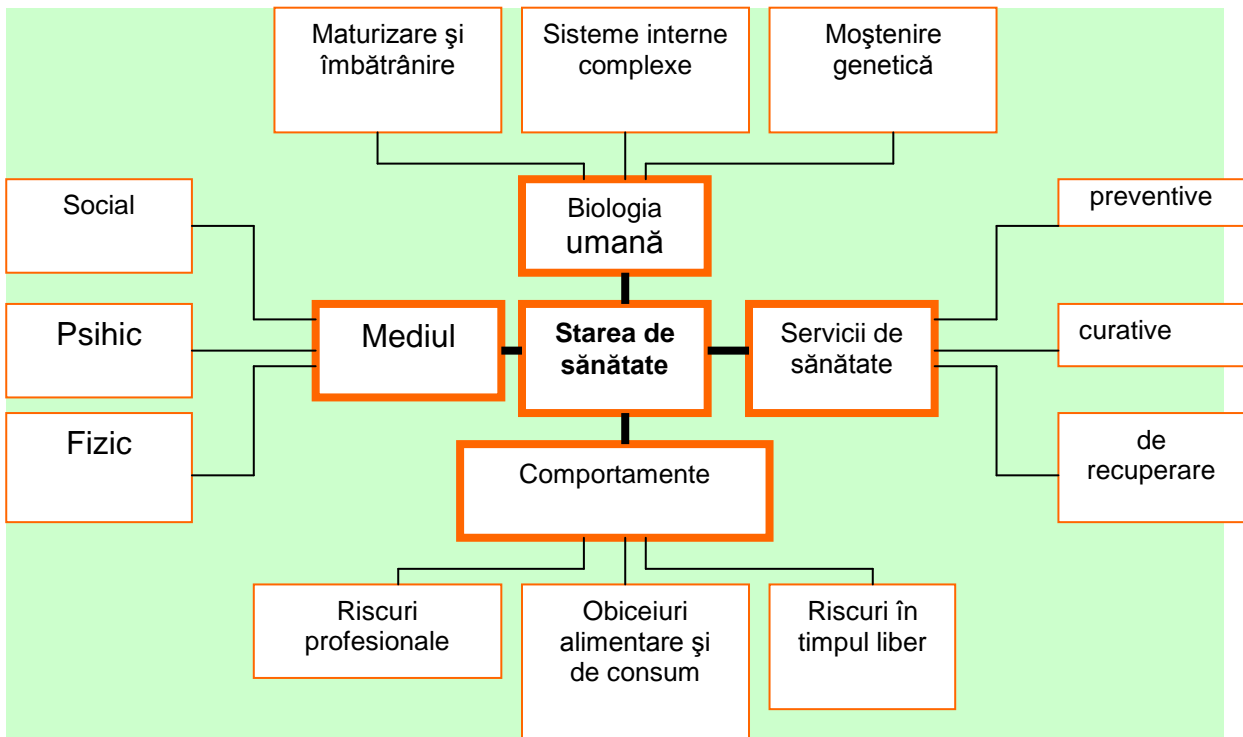 Maturizare şi
îmbătrânire
Sisteme interne
complexe
Moştenire
genetică
Social
Biologia
umană
preventive
Psihic
Mediul
Starea de
sănătate
Servicii de
sănătate
curative
Fizic
Comportamente
de
recuperare
Riscuri
profesionale
Obiceiuri
alimentare şi
de consum
Riscuri în
timpul liber